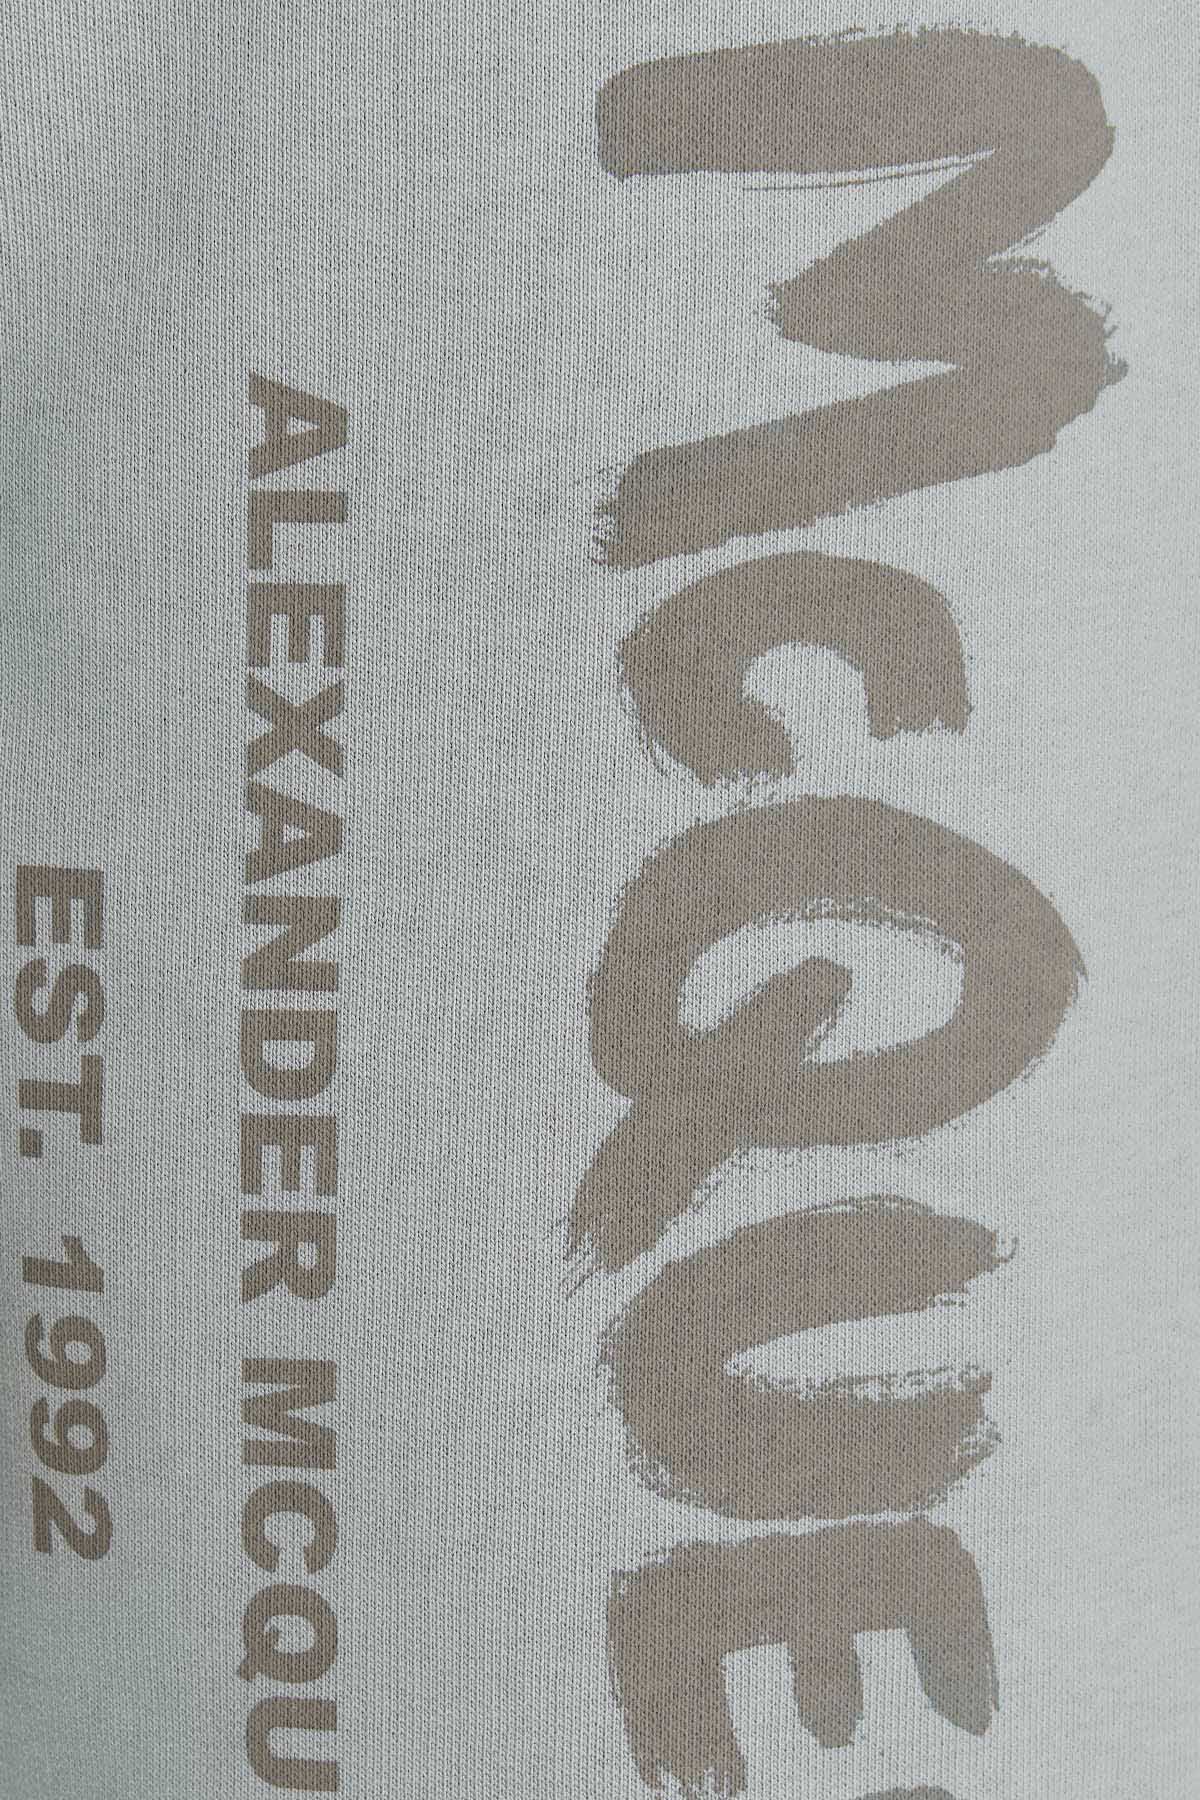 McQUE
ALEXANDER MCQU
EST. 1992